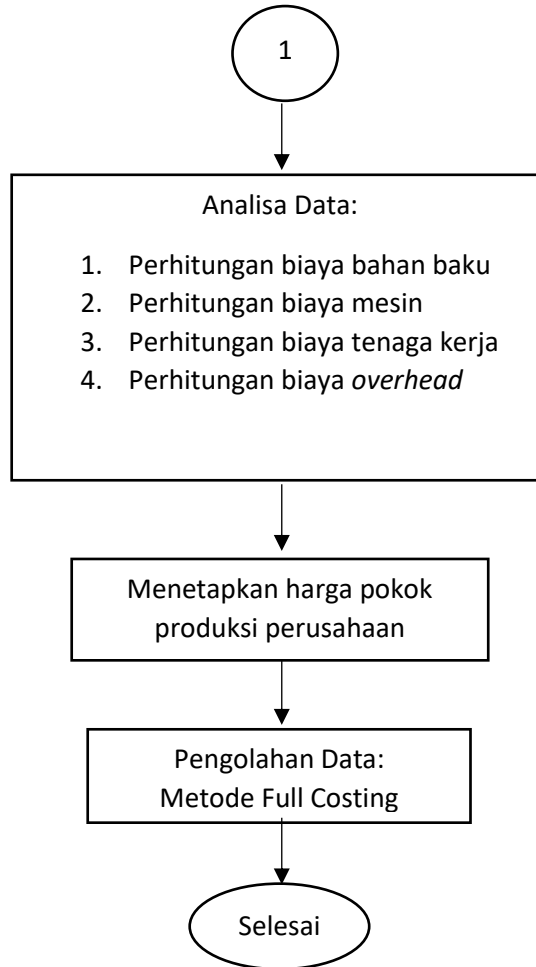 1
Analisa Data:
1. Perhitungan biaya bahan baku
2. Perhitungan biaya mesin
3. Perhitungan biaya tenaga kerja
4. Perhitungan biaya overhead
Menetapkan harga pokok
produksi perusahaan
Pengolahan Data:
Metode Full Costing
Selesai